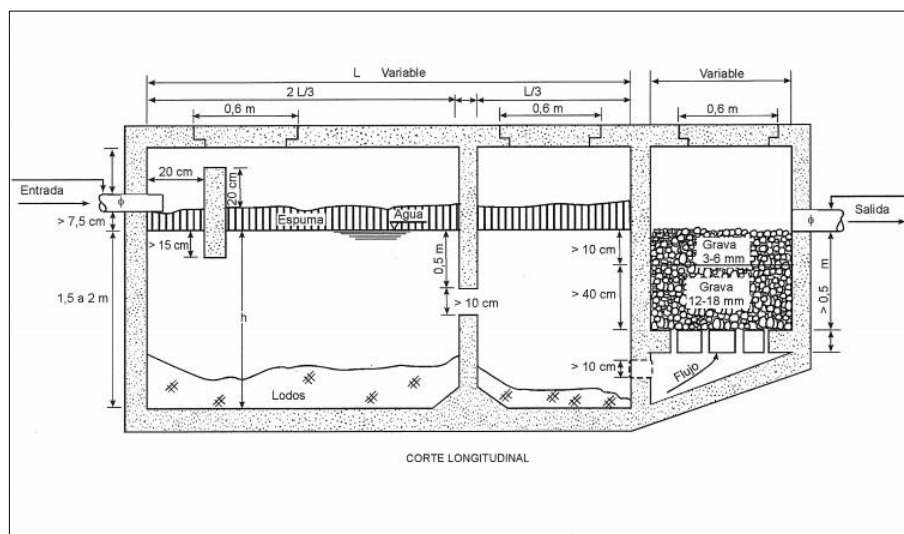 L Variable
Variable
2 L/3
L/3
0,6 m
0,6 m
0,6 m
20 cm
20 cm
Entrada
ϕ
> 7,5 cm
Espuma
Agua
> 15 cm
0,5 m
> 10 cm
> 10 cm
> 40 cm
> 10 cm
1,5 a 2 m
h
Lodos
Salida
ϕ
Grava
3-6 mm
Grava
12-18 mm
> 0,5 m
Flujo
CORTE LONGITUDINAL